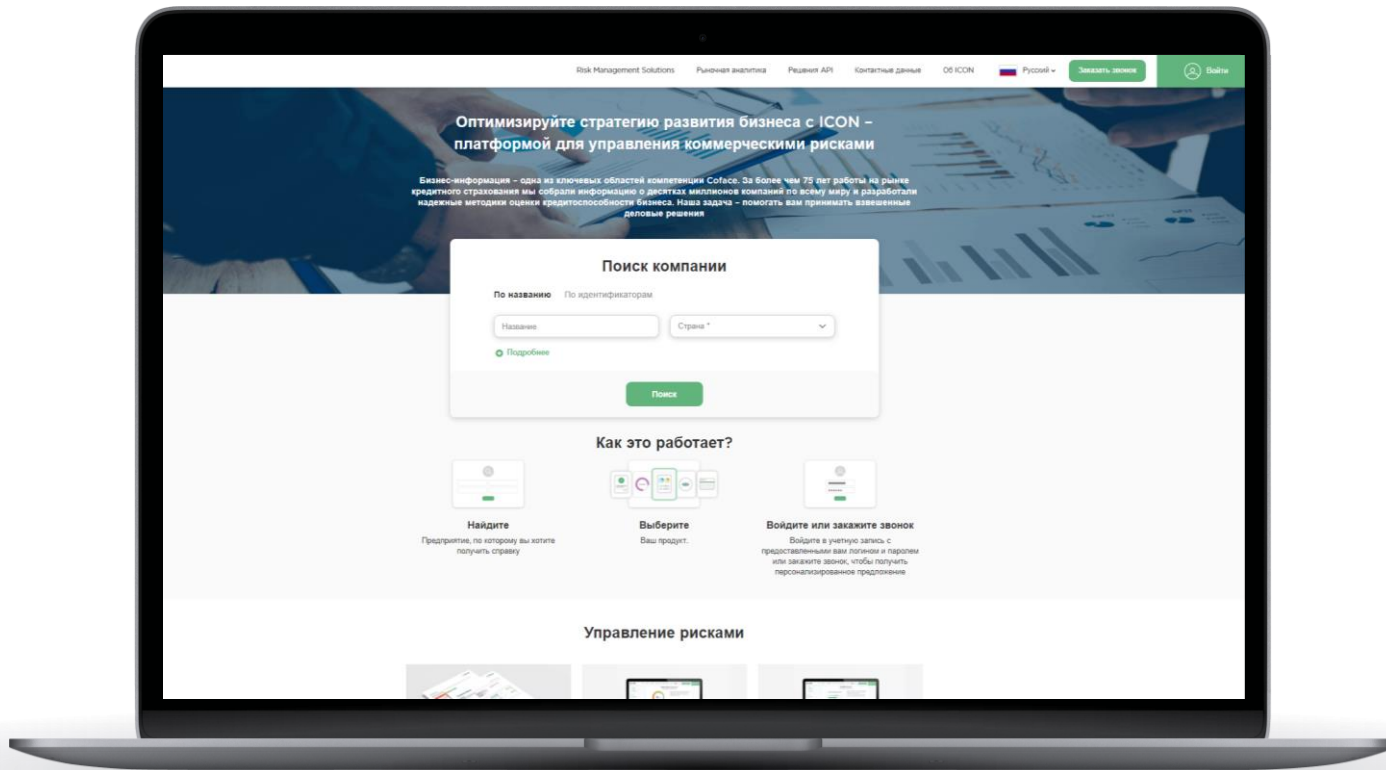 Risk Management Solutions Рыночная аналитика Решения API Контактные данные Об ICON Русский Заказать звонок Войти
Оптимизируйте стратегию развития бизнеса с ICON –
платформой для управления коммерческими рисками
Бизнес-информация – одна из ключевых областей компетенции Coface. За более чем 75 лет работы на рынке
кредитного страхования мы собрали информацию о десятках миллионов компаний по всему миру и разработали
надежные методики оценки кредитоспособности бизнеса. Наша задача – помогать вам принимать взвешенные
деловые решения
Поиск компании
По названию По идентификаторам
Название Страна *
Подробнее
Поиск
Как это работает?
Найдите Выберите Войдите или закажите звонок
Предприятие, по которому вы хотите
получить справку
Ваш продукт.
Войдите в учетную запись с
предоставленными вам логином и паролем
или закажите звонок, чтобы получить
персонализированное предложение
Управление рисками